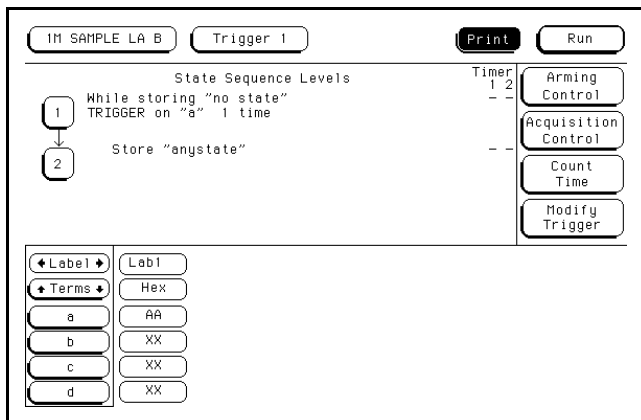 1M SAMPLE LA B Trigger 1 Print Run
State Sequence Levels
Timer
1 2
1 While storing "no state" - -
TRIGGER on "a" 1 time
2 Store "anystate" - -
Arming
Control
Acquisition
Control
Count
Time
Modify
Trigger
Label Lab1
Terms Hex
a AA
b XX
c XX
d XX